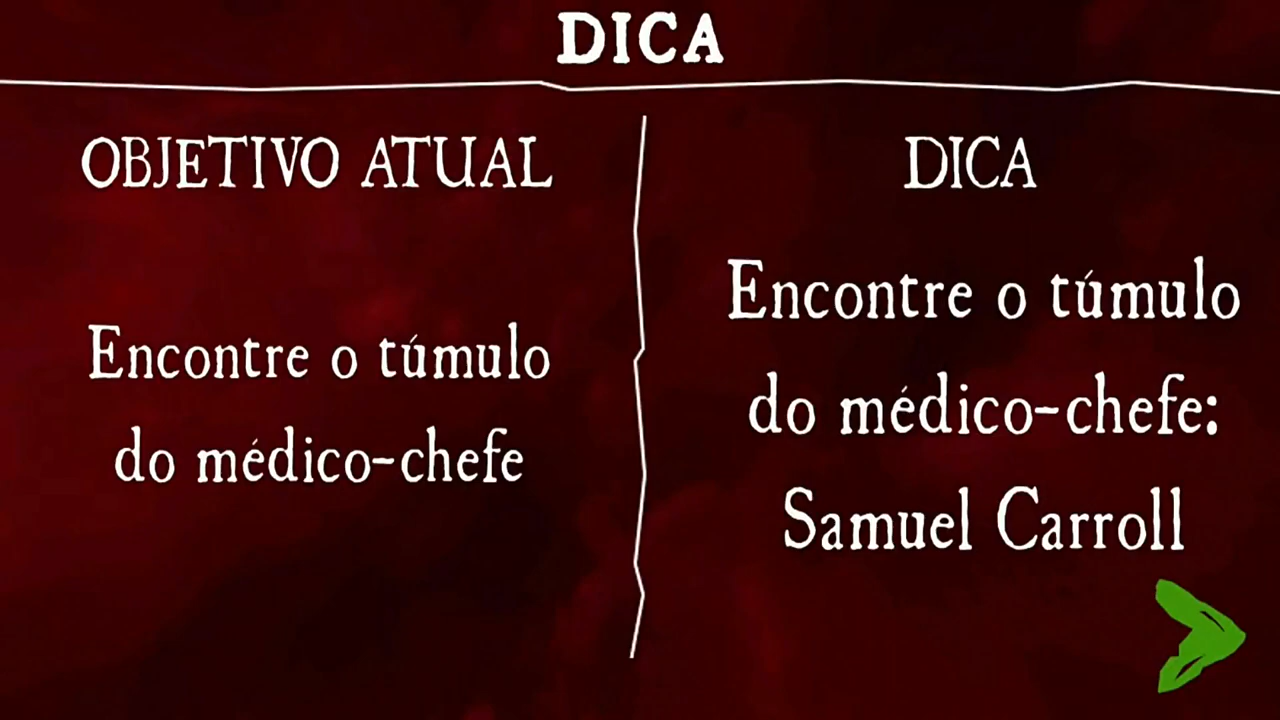 DICA
OBJETIVO ATUAL
Encontre o túmulo
do médico-chefe
DICA
Encontre o túmulo
do médico-chefe:
Samuel Carroll